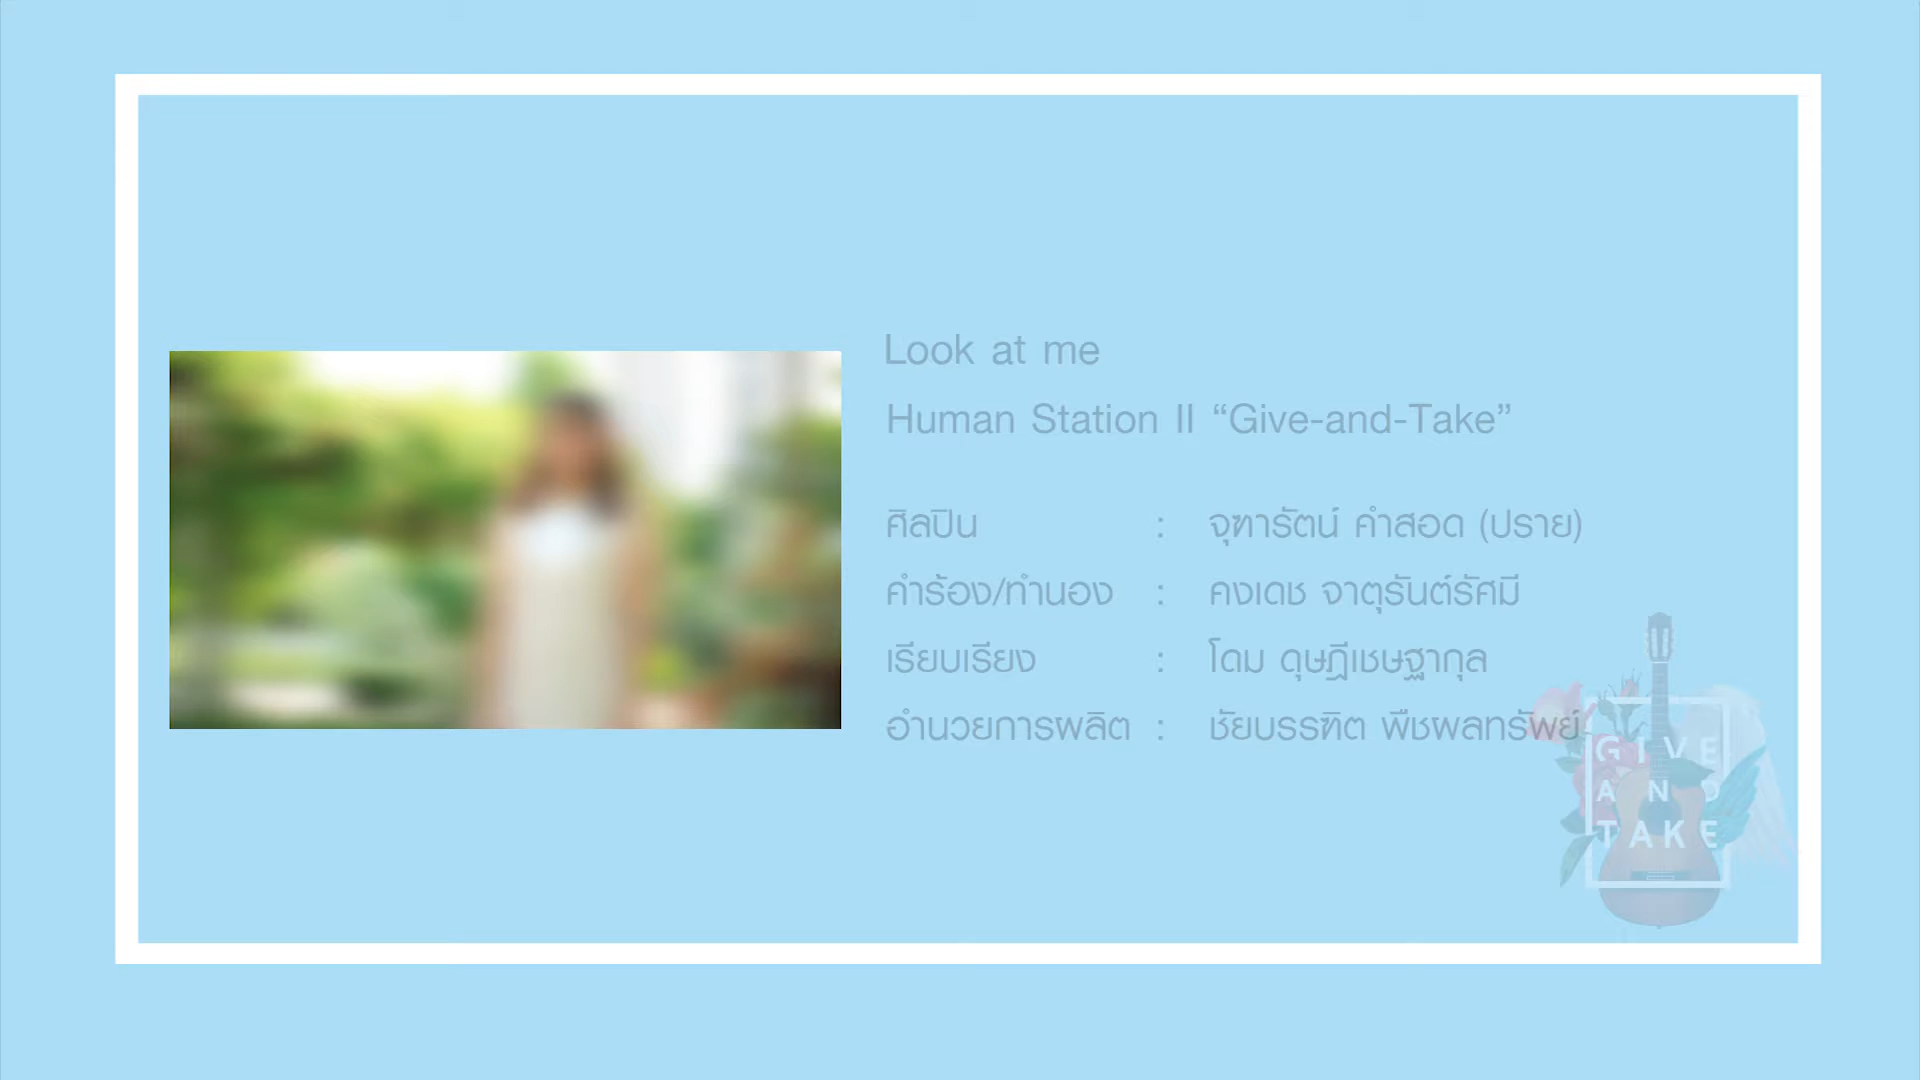 Look at me
Human Station II “Give-and-Take”
ศิลปิน : จุฑารัตน์ คำสอด (ปราย)
คำร้อง/ทำนอง : คงเดช จาตุรันต์รัศมี
เรียบเรียง : โดม ดุษฎีเชษฐากุล
อำนวยการผลิต : ชัยบรรฑิต พืชผลทรัพย์
GIVE
AND
TAKE